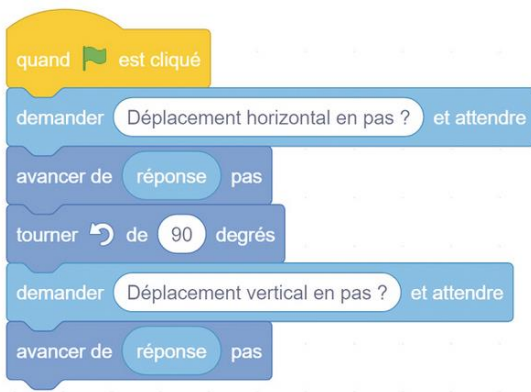 quand est cliqué
demander Déplacement horizontal en pas ? et attendre
avancer de réponse pas
tourner de 90 degrés
demander Déplacement vertical en pas ? et attendre
avancer de réponse pas